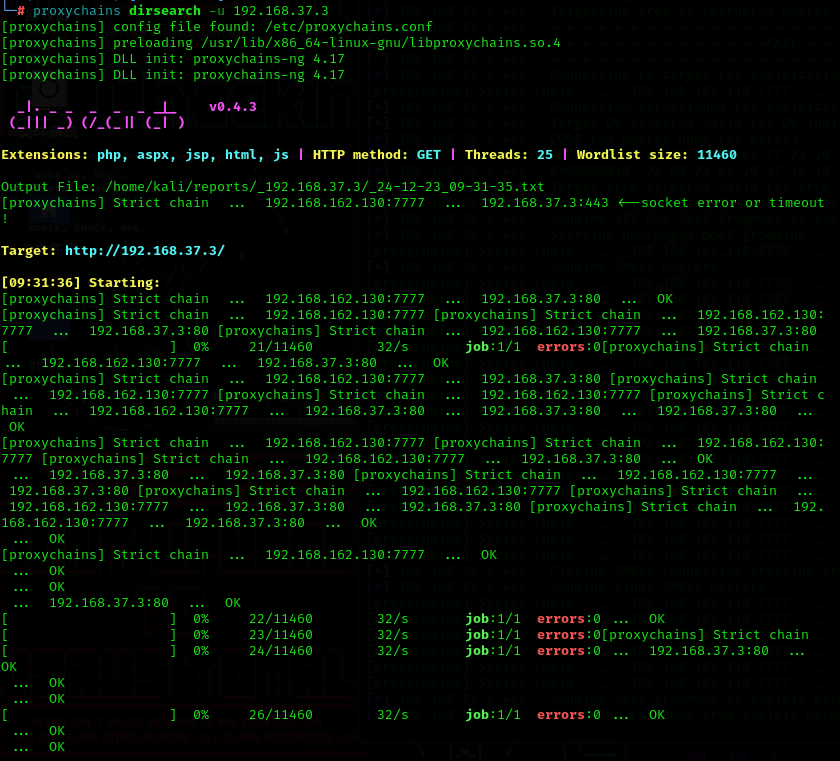 └─# proxychains dirsearch -u 192.168.37.3
[proxychains] config file found: /etc/proxychains.conf
[proxychains] preloading /usr/lib/x86_64-linux-gnu/libproxychains.so.4
[proxychains] DLL init: proxychains-ng 4.17
[proxychains] DLL init: proxychains-ng 4.17
  _|. _ _  _  _  _ _|_    v0.4.3
 (_||| _) (/_(_|| (_| )
Extensions: php, aspx, jsp, html, js | HTTP method: GET | Threads: 25 | Wordlist size: 11460
Output File: /home/kali/reports/_192.168.37.3/_24-12-23_09-31-35.txt
[proxychains] Strict chain  ...  192.168.162.130:7777  ...  192.168.37.3:443 <--socket error or timeout
!
Target: http://192.168.37.3/
[09:31:36] Starting:
[proxychains] Strict chain  ...  192.168.162.130:7777  ...  192.168.37.3:80  ...  OK
[proxychains] Strict chain  ...  192.168.162.130:7777 [proxychains] Strict chain  ...  192.168.162.130:
7777  ...  192.168.37.3:80 [proxychains] Strict chain  ...  192.168.162.130:7777  ...  192.168.37.3:80
[                    ]  0%     21/11460        32/s       job:1/1  errors:0[proxychains] Strict chain
...  192.168.162.130:7777  ...  192.168.37.3:80  ...  OK
[proxychains] Strict chain  ...  192.168.162.130:7777  ...  192.168.37.3:80 [proxychains] Strict chain
 ...  192.168.162.130:7777 [proxychains] Strict chain  ...  192.168.162.130:7777 [proxychains] Strict c
hain  ...  192.168.162.130:7777  ...  192.168.37.3:80  ...  192.168.37.3:80  ...  192.168.37.3:80  ...
 OK
[proxychains] Strict chain  ...  192.168.162.130:7777 [proxychains] Strict chain  ...  192.168.162.130:
7777 [proxychains] Strict chain  ...  192.168.162.130:7777  ...  192.168.37.3:80  ...  OK
 ...  192.168.37.3:80  ...  192.168.37.3:80 [proxychains] Strict chain  ...  192.168.162.130:7777  ...
 192.168.37.3:80 [proxychains] Strict chain  ...  192.168.162.130:7777 [proxychains] Strict chain  ...
 192.168.162.130:7777  ...  192.168.37.3:80  ...  192.168.37.3:80 [proxychains] Strict chain  ...  192.
168.162.130:7777  ...  192.168.37.3:80  ...  OK
 ...  OK
[proxychains] Strict chain  ...  192.168.162.130:7777  ...  OK
 ...  OK
 ...  OK
 ...  192.168.37.3:80  ...  OK
[                    ]  0%     22/11460        32/s       job:1/1  errors:0 ...  OK
[                    ]  0%     23/11460        32/s       job:1/1  errors:0[proxychains] Strict chain
[                    ]  0%     24/11460        32/s       job:1/1  errors:0 ...  192.168.37.3:80  ...
OK
 ...  OK
 ...  OK
[                    ]  0%     26/11460        32/s       job:1/1  errors:0 ...  OK
 ...  OK
 ...  OK